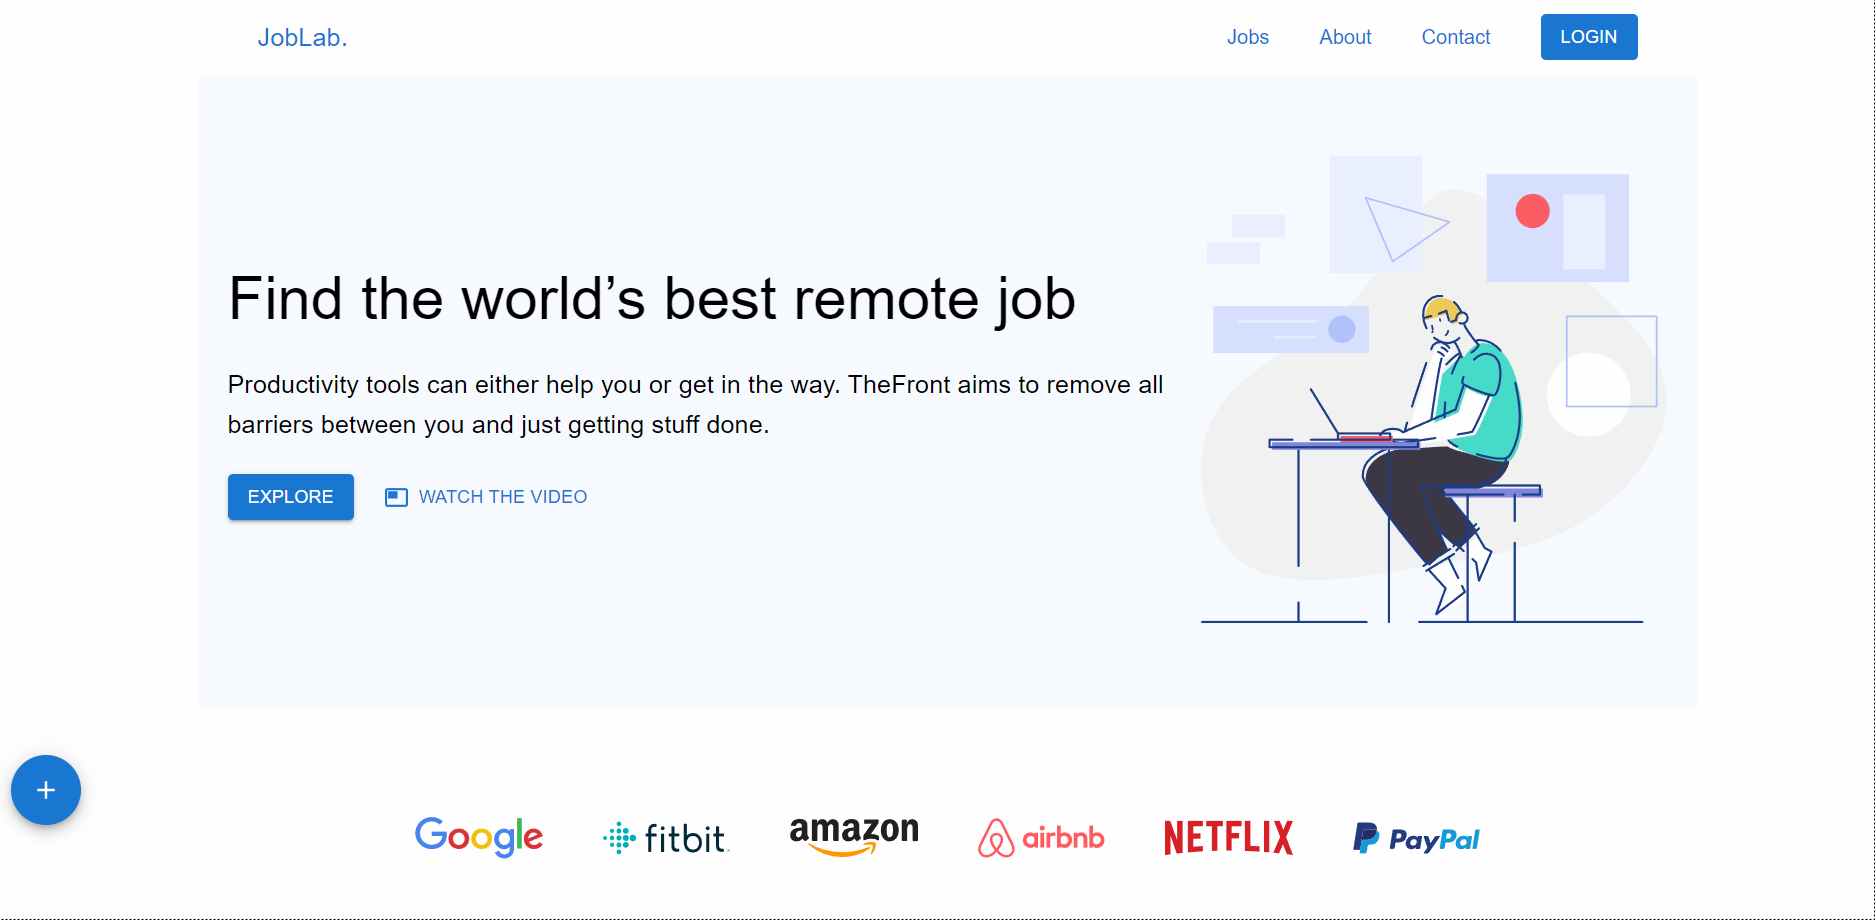 JobLab.
Jobs About Contact LOGIN
Find the world’s best remote job
Productivity tools can either help you or get in the way. TheFront aims to remove all
barriers between you and just getting stuff done.
EXPLORE WATCH THE VIDEO
+
Google fitbit. amazon airbnb NETFLIX PayPal